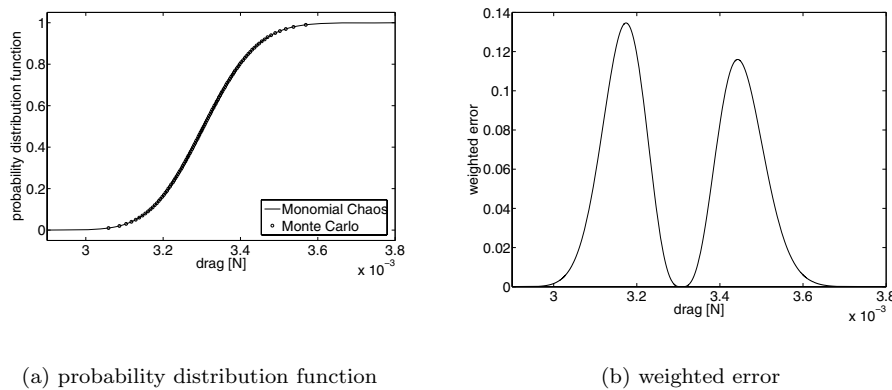 1
0.8
0.6
0.4
0.2
0
probability distribution function
Monomial Chaos
Monte Carlo
3 3.2 3.4 3.6 3.8
drag [N]
x 10⁻³
(a) probability distribution function
0.14
0.12
0.1
0.08
0.06
0.04
0.02
0
weighted error
3 3.2 3.4 3.6 3.8
drag [N]
x 10⁻³
(b) weighted error